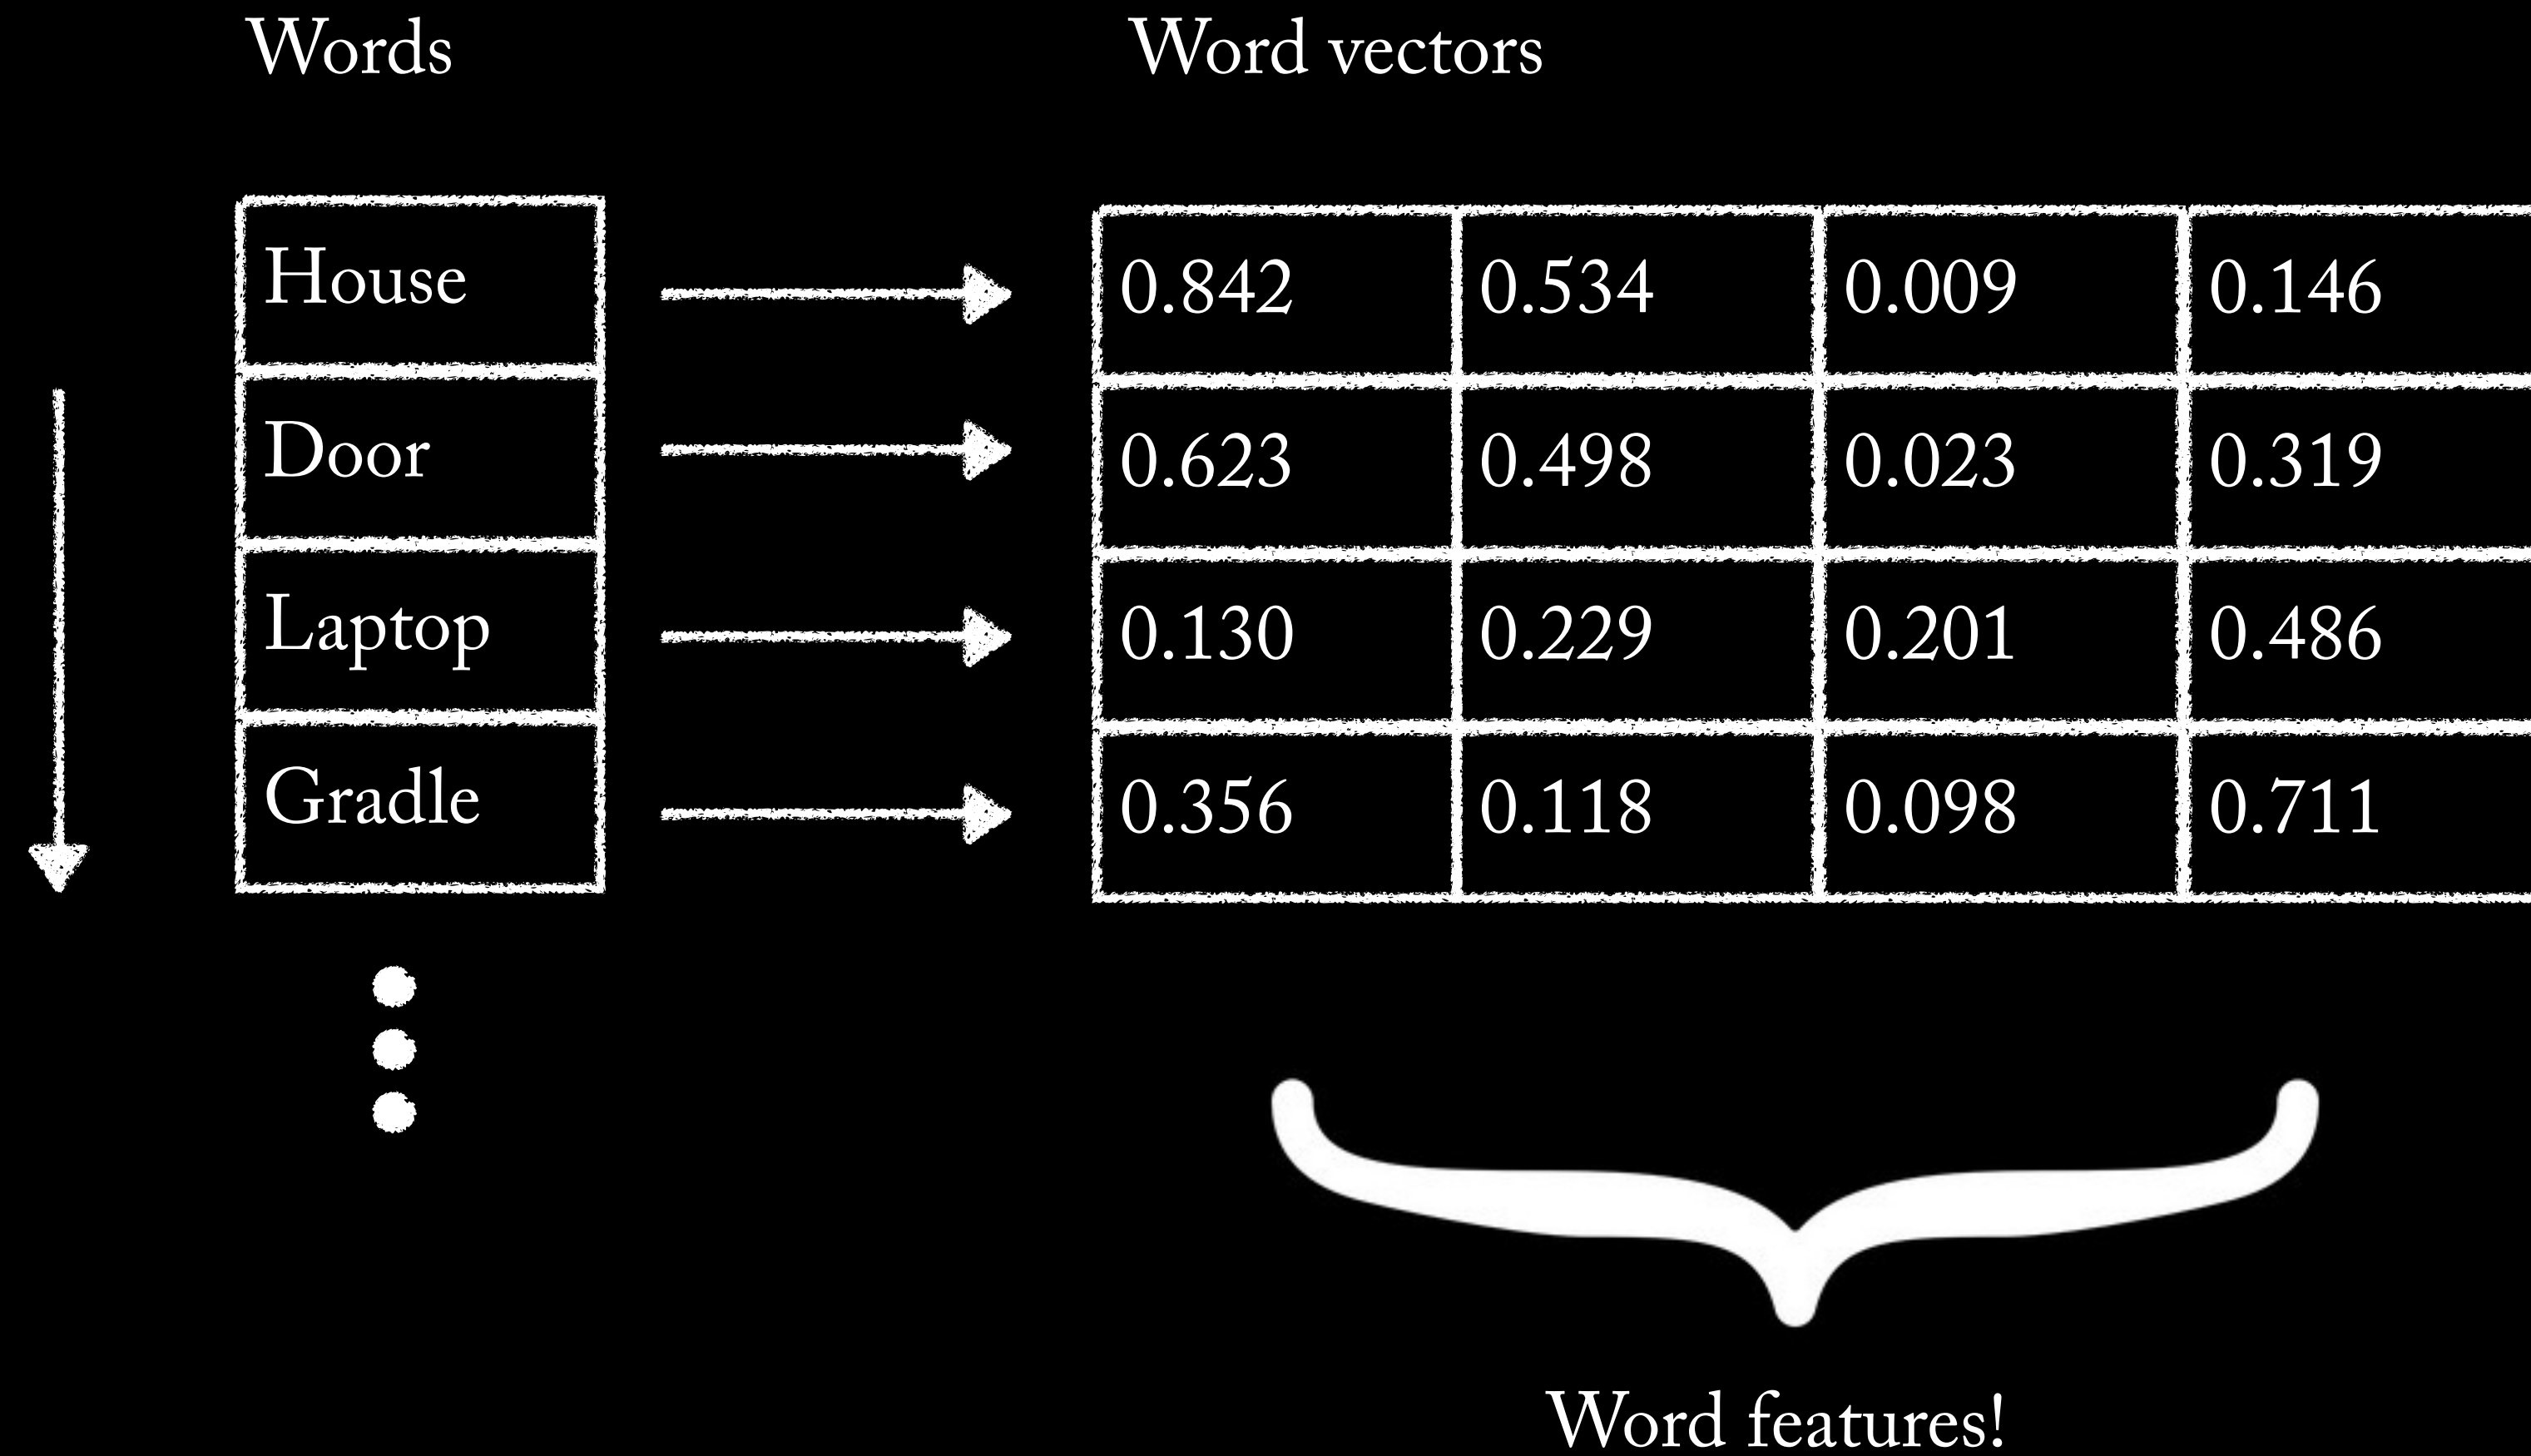 Words Word vectors
House 0.842 0.534 0.009 0.146
Door 0.623 0.498 0.023 0.319
Laptop 0.130 0.229 0.201 0.486
Gradle 0.356 0.118 0.098 0.711
Word features!